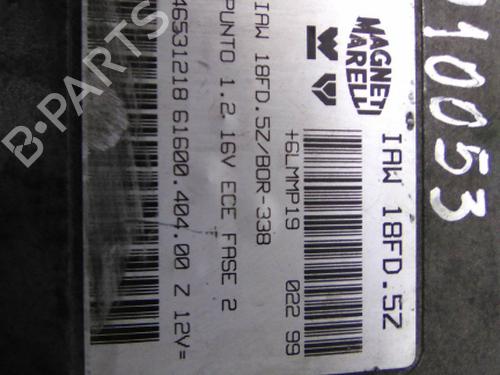 10053
IAW 18FD.5Z
MAGNETI
MARELLI
+6LMMP19 022 99
IAW 18FD.5Z/BOR-338
PUNTO 1.2 16V ECE FASE 2
46531218 61600.404.00 Z 12V=
B-PARTS